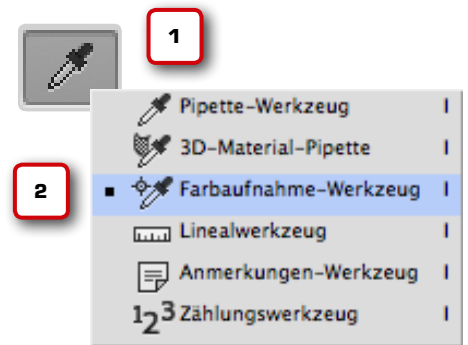 1
Pipette-Werkzeug I
3D-Material-Pipette I
2
Farbaufnahme-Werkzeug I
Linealwerkzeug I
Anmerkungen-Werkzeug I
123 Zählungswerkzeug I